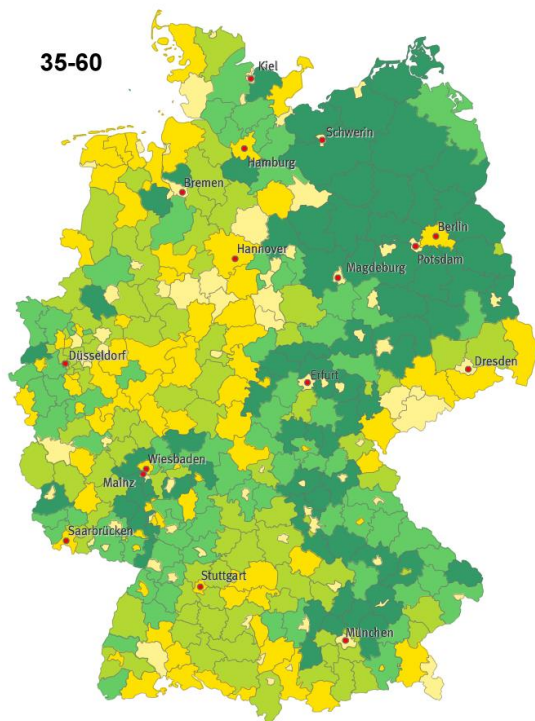 35-60
Kiel
Schwerin
Hamburg
Bremen
Berlin
Hannover
Potsdam
Magdeburg
Düsseldorf
Erfurt
Dresden
Wiesbaden
Mainz
Saarbrücken
Stuttgart
München